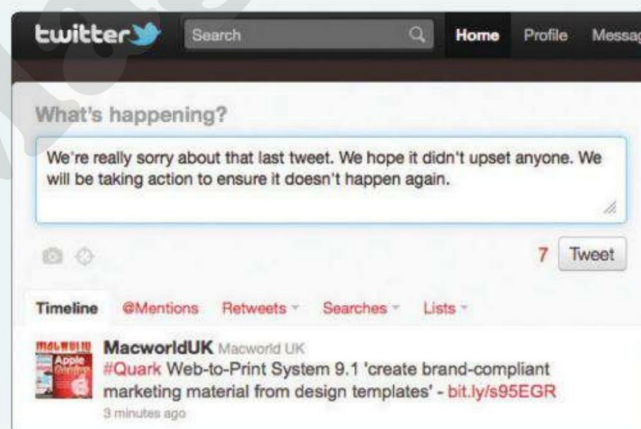 twitter Search Home Profile Messag
What's happening?
We're really sorry about that last tweet. We hope it didn't upset anyone. We
will be taking action to ensure it doesn't happen again.
7 Tweet
Timeline @Mentions Retweets Searches Lists
MacworldUK Macworld UK
#Quark Web-to-Print System 9.1 'create brand-compliant
marketing material from design templates' - bit.ly/s95EGR
3 minutes ago